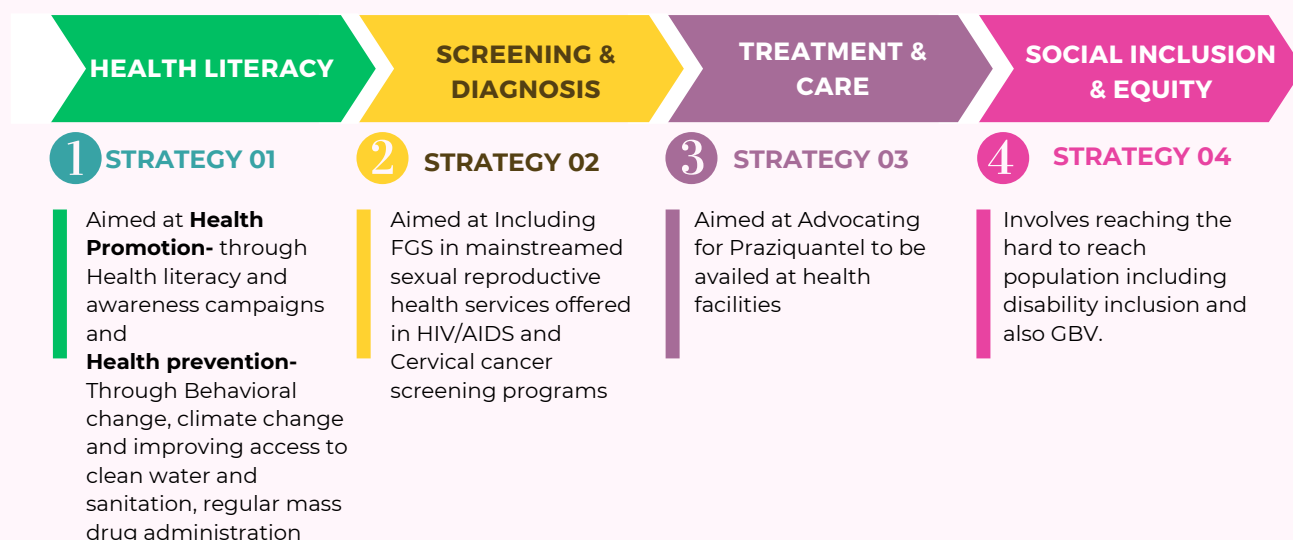 HEALTH LITERACY
SCREENING &
DIAGNOSIS
TREATMENT &
CARE
SOCIAL INCLUSION
& EQUITY
1 STRATEGY 01
Aimed at Health
Promotion- through
Health literacy and
awareness campaigns
and
Health prevention-
Through Behavioral
change, climate change
and improving access to
clean water and
sanitation, regular mass
drug administration
2 STRATEGY 02
Aimed at Including
FGS in mainstreamed
sexual reproductive
health services offered
in HIV/AIDS and
Cervical cancer
screening programs
3 STRATEGY 03
Aimed at Advocating
for Praziquantel to be
availed at health
facilities
4 STRATEGY 04
Involves reaching the
hard to reach
population including
disability inclusion and
also GBV.